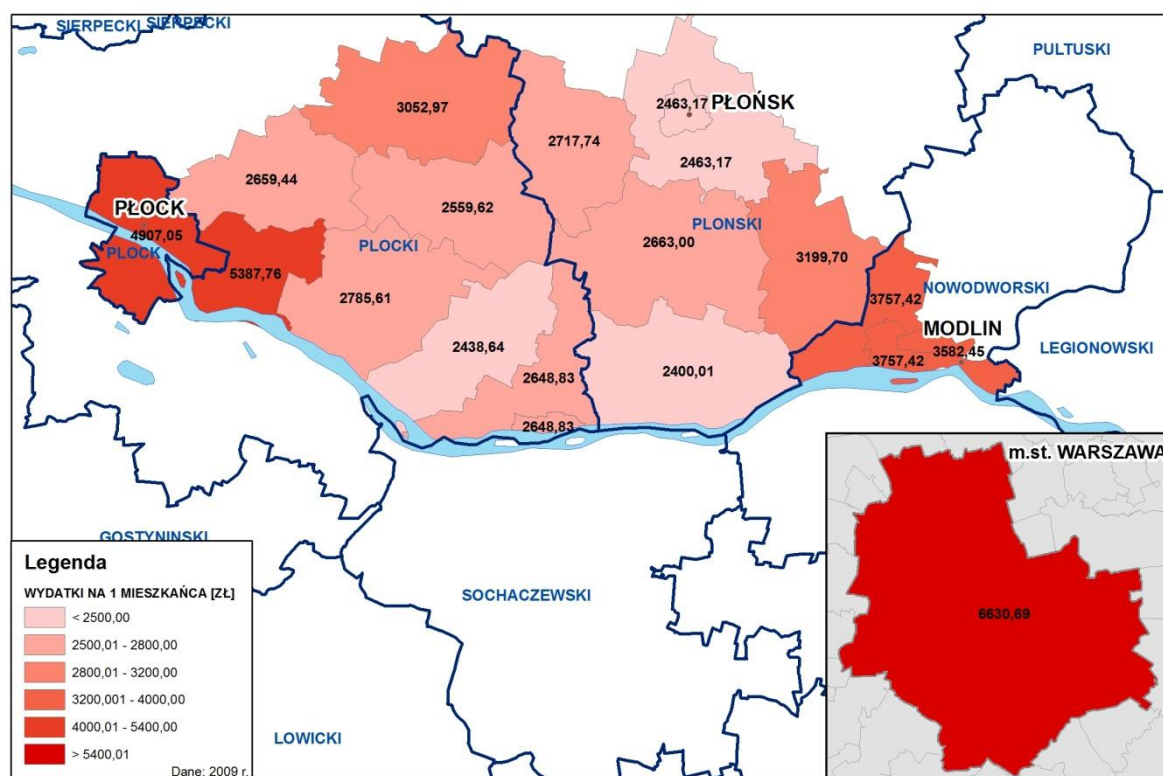 SIERPECKI
SIERPECKI
PULTUSKI
3052,97
2463,17
PŁOŃSK
2717,74
2463,17
2659,44
2559,62
PŁOCK
4907,05
PLOCK
PLOCKI
PLONSKI
2663,00
3199,70
5387,76
2785,61
3757,42
NOWODWORSKI
MODLIN
2438,64
3582,45
3757,42
LEGIONOWSKI
2648,83
2400,01
2648,83
m.st. WARSZAWA
6630,69
GOSTYNINSKI
SOCHACZEWSKI
LOWICKI
Legenda
WYDATKI NA 1 MIESZKAŃCA [ZŁ]
< 2500,00
2500,01 - 2800,00
2800,01 - 3200,00
3200,001 - 4000,00
4000,01 - 5400,00
> 5400,01
Dane: 2009 r.